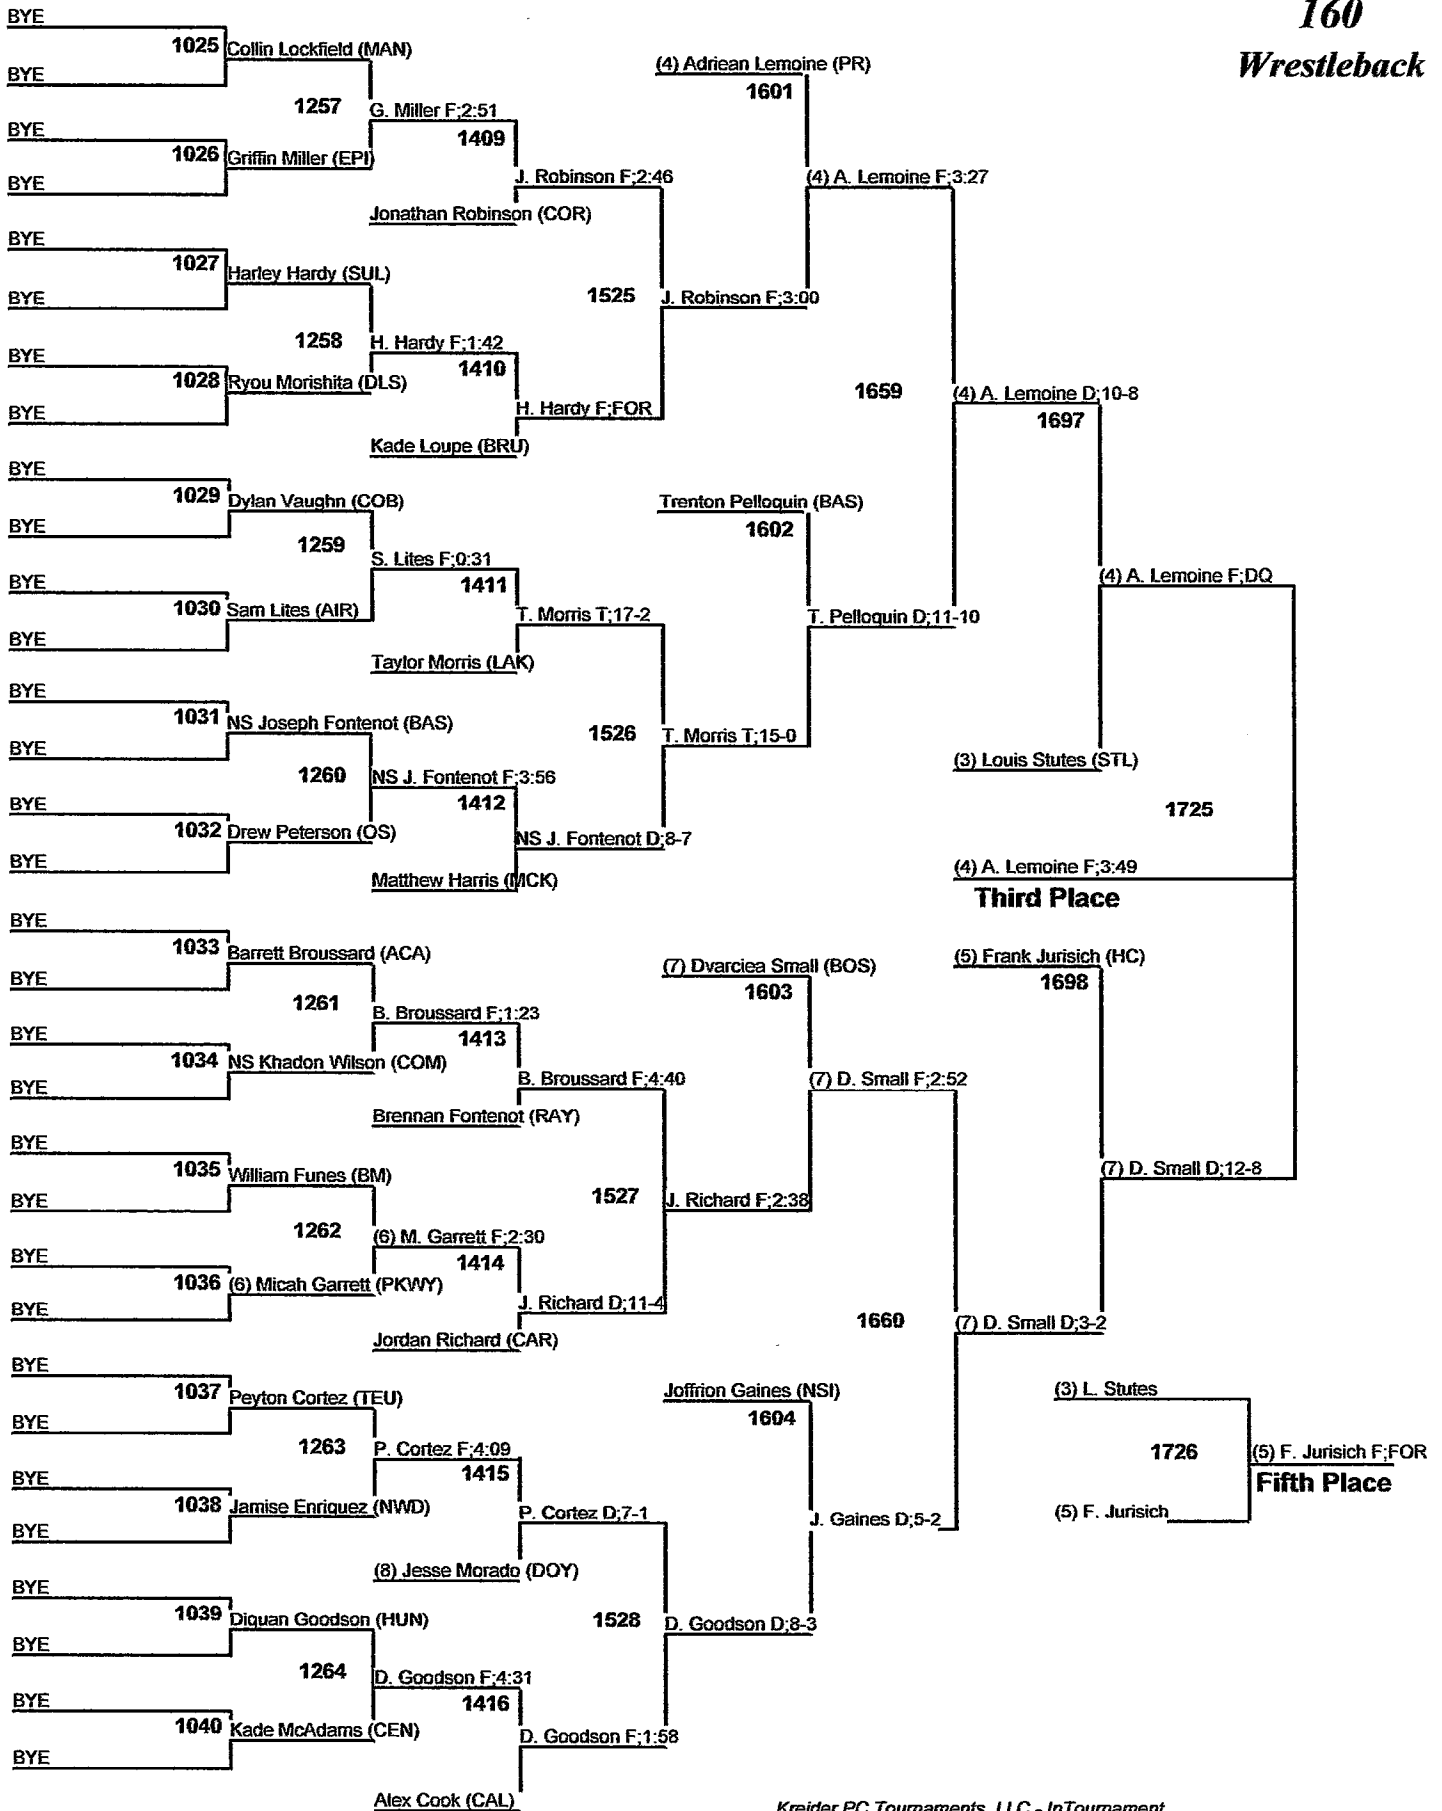 160
Wrestleback
BYE
1025
Collin Lockfield (MAN)
BYE
1257
G. Miller F;2:51
1409
BYE
1026
Griffin Miller (EPI)
BYE
J. Robinson F;2:46
Jonathan Robinson (COR)
(4) Adriean Lemoine (PR)
1601
(4) A. Lemoine F;3:27
BYE
1027
Harley Hardy (SUL)
BYE
1525
J. Robinson F;3:00
1258
H. Hardy F;1:42
1410
BYE
1028
Ryou Morishita (DLS)
BYE
H. Hardy F;FOR
Kade Loupe (BRU)
1659
(4) A. Lemoine D;10-8
1697
BYE
1029
Dylan Vaughn (COB)
BYE
1259
S. Lites F;0:31
1411
BYE
1030
Sam Lites (AIR)
BYE
T. Morris T;17-2
Taylor Morris (LAK)
Trenton Pelloquin (BAS)
1602
T. Pelloquin D;11-10
(4) A. Lemoine F;DQ
BYE
1031
NS Joseph Fontenot (BAS)
BYE
1526
T. Morris T;15-0
1260
NS J. Fontenot F;3:56
1412
BYE
1032
Drew Peterson (OS)
BYE
NS J. Fontenot D;8-7
Matthew Harris (MCK)
(3) Louis Stutes (STL)
1725
(4) A. Lemoine F;3:49
Third Place
BYE
1033
Barrett Broussard (ACA)
BYE
1261
B. Broussard F;1:23
1413
BYE
1034
NS Khadon Wilson (COM)
BYE
B. Broussard F;4:40
Brennan Fontenot (RAY)
(7) Dvarciea Small (BOS)
1603
(7) D. Small F;2:52
(5) Frank Jurisich (HC)
1698
BYE
1035
William Funes (BM)
BYE
1527
J. Richard F;2:38
1262
(6) M. Garrett F;2:30
1414
BYE
1036
(6) Micah Garrett (PKWY)
BYE
J. Richard D;11-4
Jordan Richard (CAR)
(7) D. Small D;12-8
1660
(7) D. Small D;3-2
BYE
1037
Peyton Cortez (TEU)
BYE
1263
P. Cortez F;4:09
1415
BYE
1038
Jamise Enriquez (NWD)
BYE
P. Cortez D;7-1
(8) Jesse Morado (DOY)
Joffrion Gaines (NSI)
1604
J. Gaines D;5-2
(3) L. Stutes
1726
(5) F. Jurisich F;FOR
Fifth Place
(5) F. Jurisich
BYE
1039
Diquan Goodson (HUN)
BYE
1528
D. Goodson D;8-3
1264
D. Goodson F;4:31
1416
BYE
1040
Kade McAdams (CEN)
BYE
D. Goodson F;1:58
Alex Cook (CAL)
Kreider PC Tournaments, LLC - InTournament